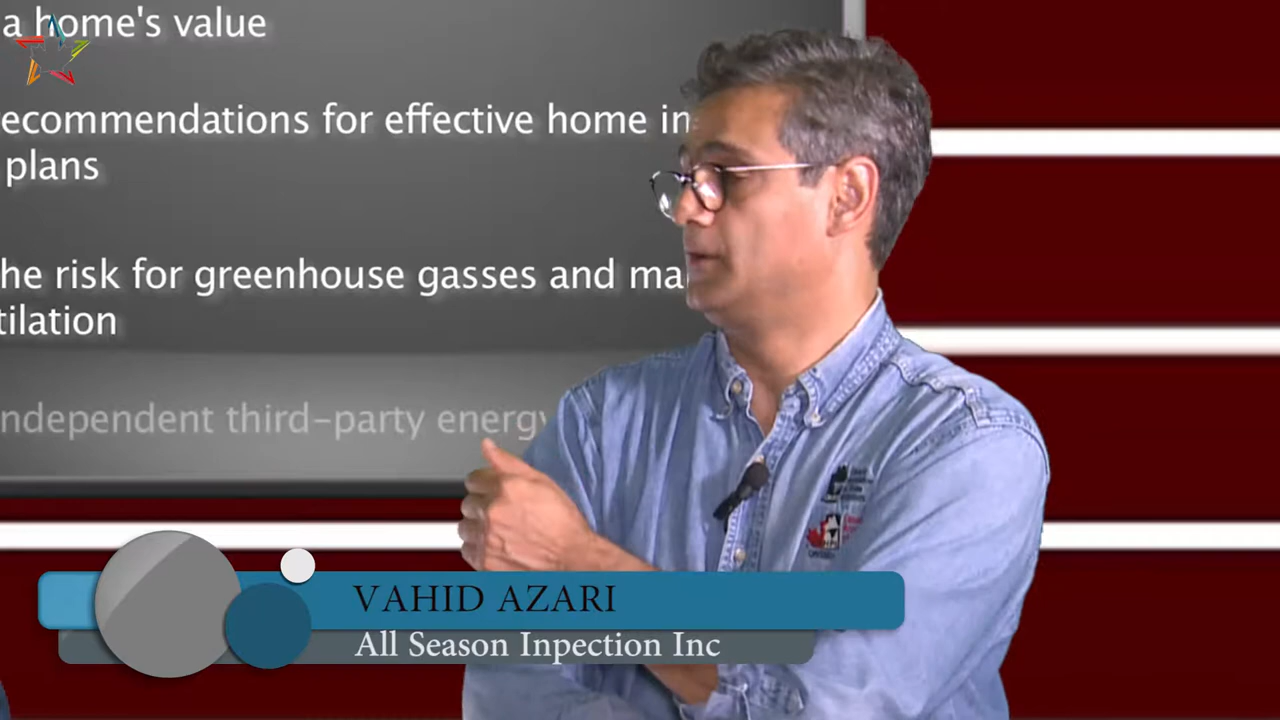 a home's value
ecommendations for effective home in
plans
he risk for greenhouse gasses and ma
tilation
ndependent third-party energy
VAHID AZARI
All Season Inpection Inc